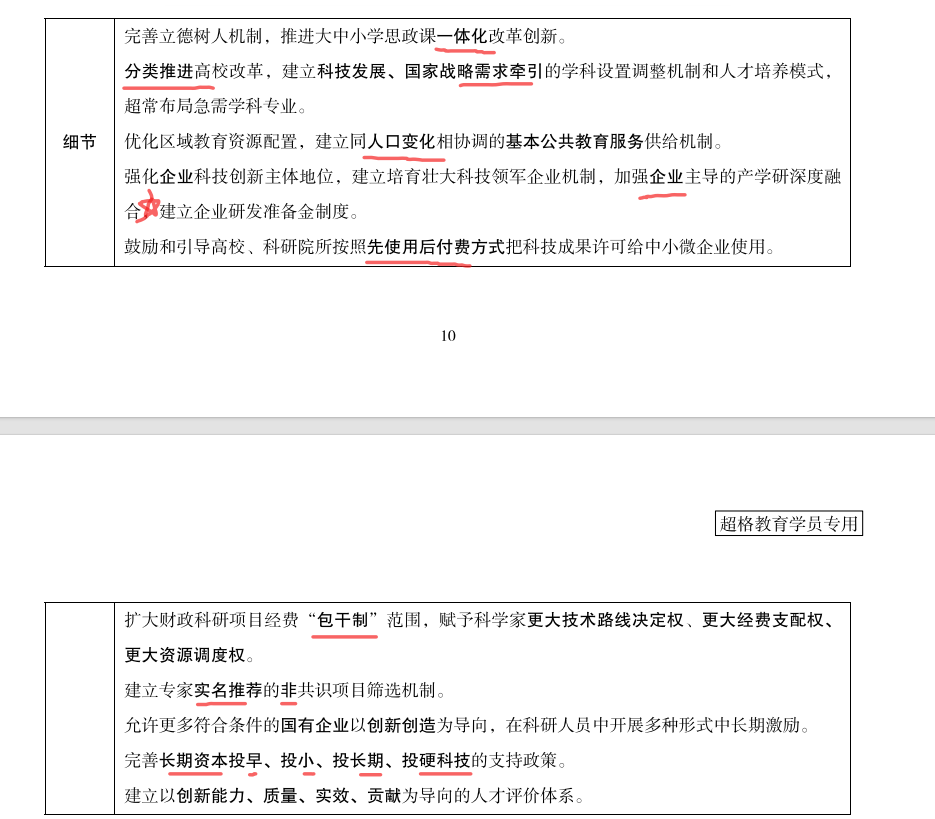 完善立德树人机制，推进大中小学思政课一体化改革创新。
分类推进高校改革，建立科技发展、国家战略需求牵引的学科设置调整机制和人才培养模式，
超常布局急需学科专业。
细节
优化区域教育资源配置，建立同人口变化相协调的基本公共教育服务供给机制。
强化企业科技创新主体地位，建立培育壮大科技领军企业机制，加强企业主导的产学研深度融
合，建立企业研发准备金制度。
鼓励和引导高校、科研院所按照先使用后付费方式把科技成果许可给中小微企业使用。
10
超格教育学员专用
扩大财政科研项目经费“包干制”范围，赋予科学家更大技术路线决定权、更大经费支配权、
更大资源调度权。
建立专家实名推荐的非共识项目筛选机制。
允许更多符合条件的国有企业以创新创造为导向，在科研人员中开展多种形式中长期激励。
完善长期资本投早、投小、投长期、投硬科技的支持政策。
建立以创新能力、质量、实效、贡献为导向的人才评价体系。